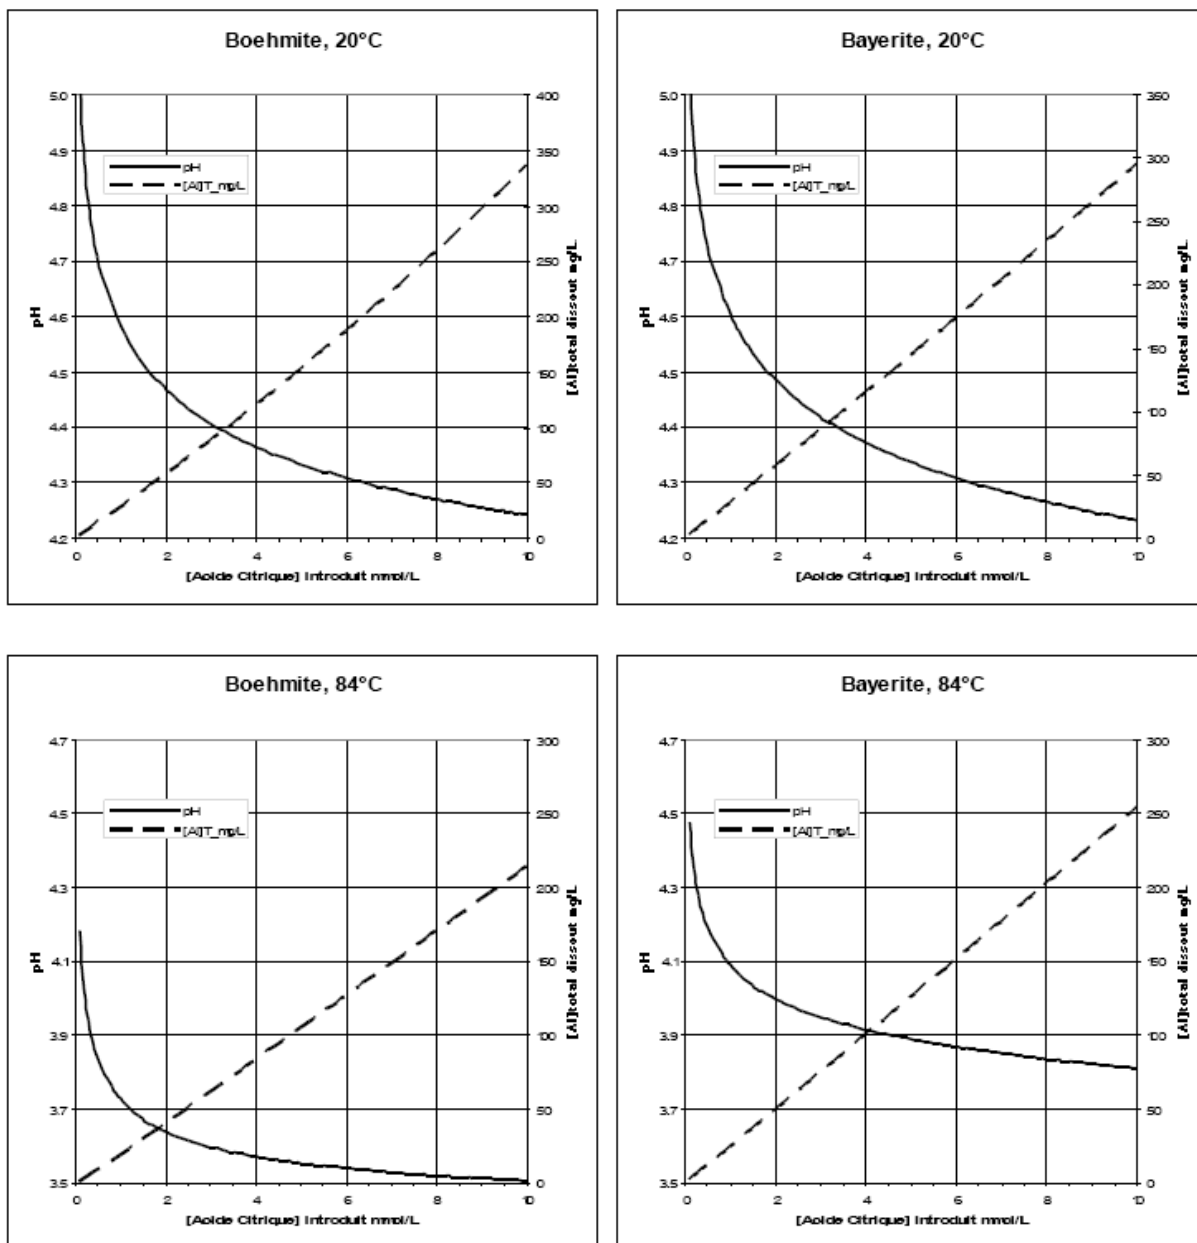 Boehmite, 20°C
5.0
4.9
4.8
4.7
4.6
4.5
4.4
4.3
4.2
pH
pH
[Al]T_mg/L
400
350
300
250
200
150
100
50
0
[Al]total dissout mg/L
0 2 4 6 8 10
[Acide Citrique] Introduit mmol/L
Bayerite, 20°C
5.0
4.9
4.8
4.7
4.6
4.5
4.4
4.3
4.2
pH
pH
[Al]T_mg/L
350
300
250
200
150
100
50
0
[Al]total dissout mg/L
0 2 4 6 8 10
[Acide Citrique] Introduit mmol/L
Boehmite, 84°C
4.7
4.5
4.3
4.1
3.9
3.7
3.5
pH
pH
[Al]T_mg/L
300
250
200
150
100
50
0
[Al]total dissout mg/L
0 2 4 6 8 10
[Acide Citrique] Introduit mmol/L
Bayerite, 84°C
4.7
4.5
4.3
4.1
3.9
3.7
3.5
pH
pH
[Al]T_mg/L
300
250
200
150
100
50
0
[Al]total dissout mg/L
0 2 4 6 8 10
[Acide Citrique] Introduit mmol/L